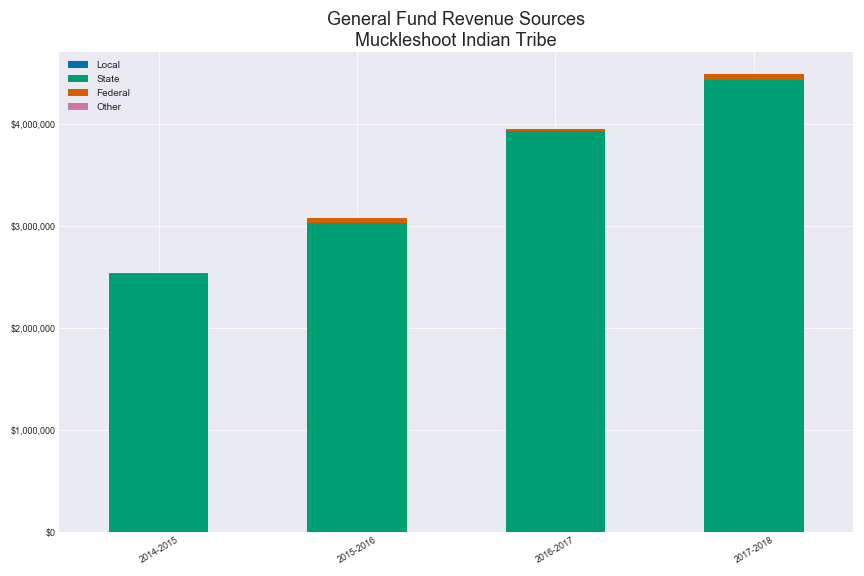 General Fund Revenue Sources
Muckleshoot Indian Tribe
Local
State
Federal
Other
$4,000,000
$3,000,000
$2,000,000
$1,000,000
$0
2014-2015
2015-2016
2016-2017
2017-2018